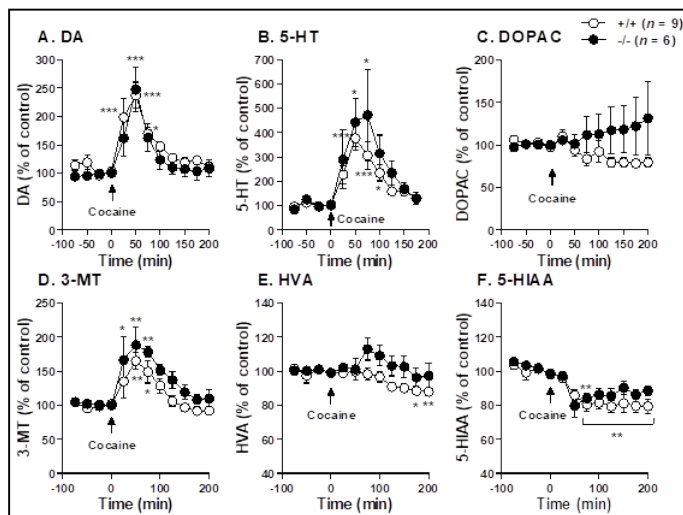 +/+ (n = 9)
-/- (n = 6)
A. DA
B. 5-HT
C. DOPAC
DA (% of control)
300
250
200
150
100
50
0
***
***
***
*
Cocaine
-100 -50 0 50 100 150 200
Time (min)
5-HT (% of control)
700
600
500
400
300
200
100
0
*
*
***
***
*
Cocaine
-100 -50 0 50 100 150 200
Time (min)
DOPAC (% of control)
200
150
100
50
Cocaine
-100 -50 0 50 100 150 200
Time (min)
D. 3-MT
E. HVA
F. 5-HIAA
3-MT (% of control)
250
200
150
100
50
0
*
**
**
**
*
Cocaine
-100 -50 0 50 100 150 200
Time (min)
HVA (% of control)
140
120
100
80
60
40
Cocaine
*
**
-100 -50 0 50 100 150 200
Time (min)
5-HIAA (% of control)
140
120
100
80
60
40
Cocaine
**
**
-100 -50 0 50 100 150 200
Time (min)